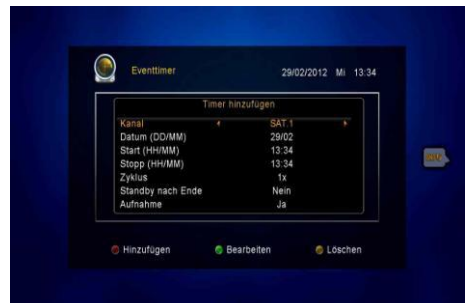 Eventtimer 29/02/2012 Mi 13:34
Timer hinzufügen
Kanal SAT.1
Datum (DD/MM) 29/02
Start (HH/MM) 13:34
Stopp (HH/MM) 13:34
Zyklus 1x
Standby nach Ende Nein
Aufnahme Ja
Hinzufügen Bearbeiten Löschen